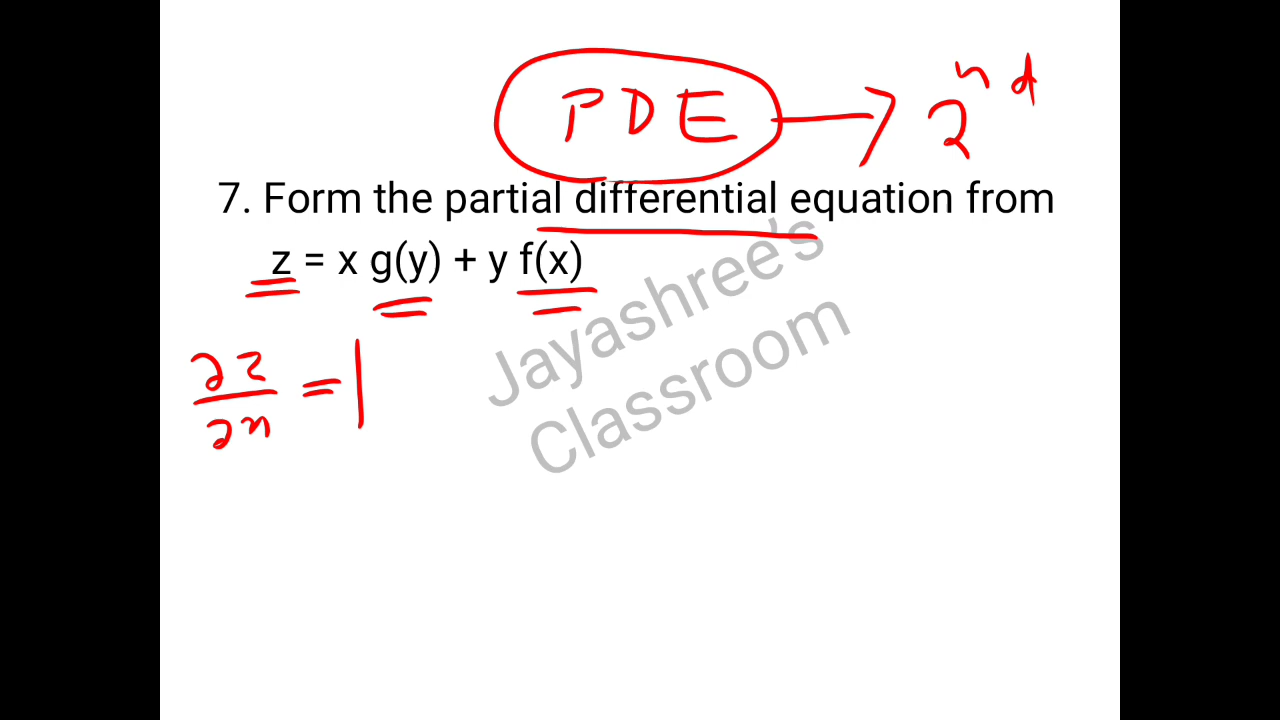 PDE → 2nd
7. Form the partial differential equation from
z = x g(y) + y f(x)
∂z/∂x = |
Jayashree's
Classroom